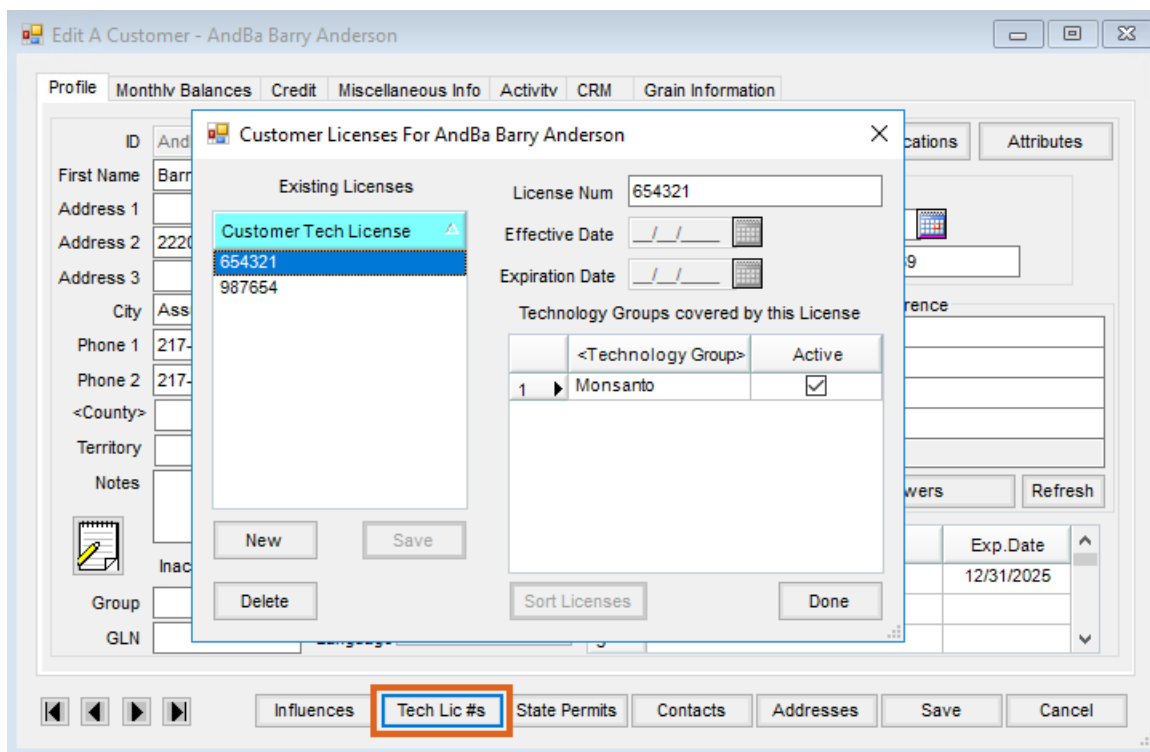 Edit A Customer - AndBa Barry Anderson
Profile Monthly Balances Credit Miscellaneous Info Activity CRM Grain Information
Customer Licenses For AndBa Barry Anderson
ID And
Attributes
First Name Barr
Existing Licenses
License Num 654321
Address 1
Customer Tech License
Effective Date __/__/____
Address 2 2220
654321
Address 3
987654
Expiration Date __/__/____
City Ass
Technology Groups covered by this License
rence
Phone 1 217-
<Technology Group> Active
Phone 2 217-
1 Monsanto
<County>
Territory
Notes
wers Refresh
New Save
Exp.Date
Inac
12/31/2025
Group
Delete Sort Licenses Done
GLN
Influences Tech Lic #s State Permits Contacts Addresses Save Cancel